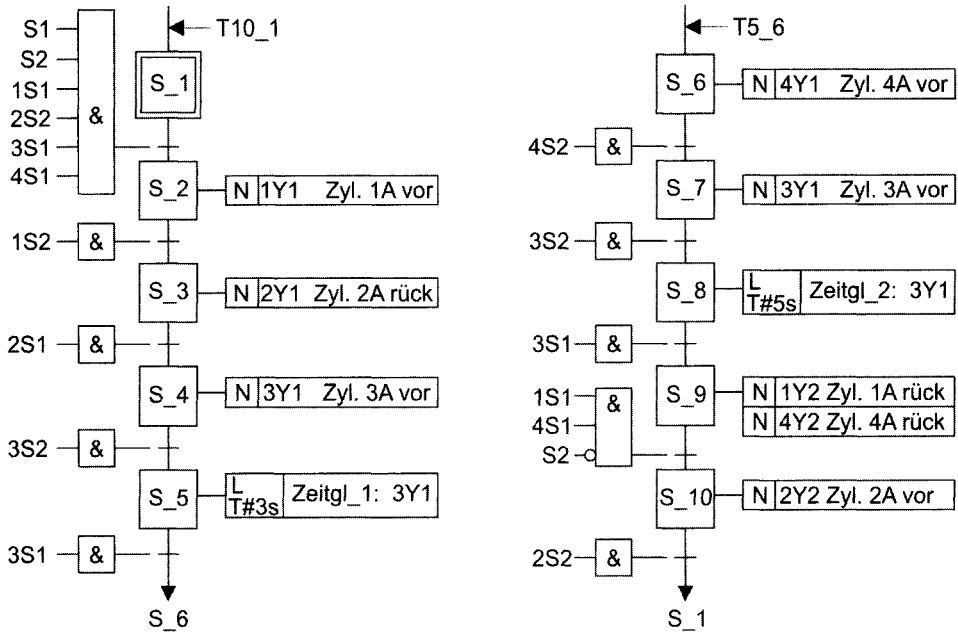 S1
T10_1
S2
S_1
1S1
2S2
&
3S1
4S1
S_2
N 1Y1 Zyl. 1A vor
1S2
&
S_3
N 2Y1 Zyl. 2A rück
2S1
&
S_4
N 3Y1 Zyl. 3A vor
3S2
&
S_5
L
T#3s
Zeitgl_1: 3Y1
3S1
&
S_6
T5_6
S_6
N 4Y1 Zyl. 4A vor
4S2
&
S_7
N 3Y1 Zyl. 3A vor
3S2
&
S_8
L
T#5s
Zeitgl_2: 3Y1
3S1
&
1S1
&
S_9
N 1Y2 Zyl. 1A rück
4S1
N 4Y2 Zyl. 4A rück
S2
S_10
N 2Y2 Zyl. 2A vor
2S2
&
S_1